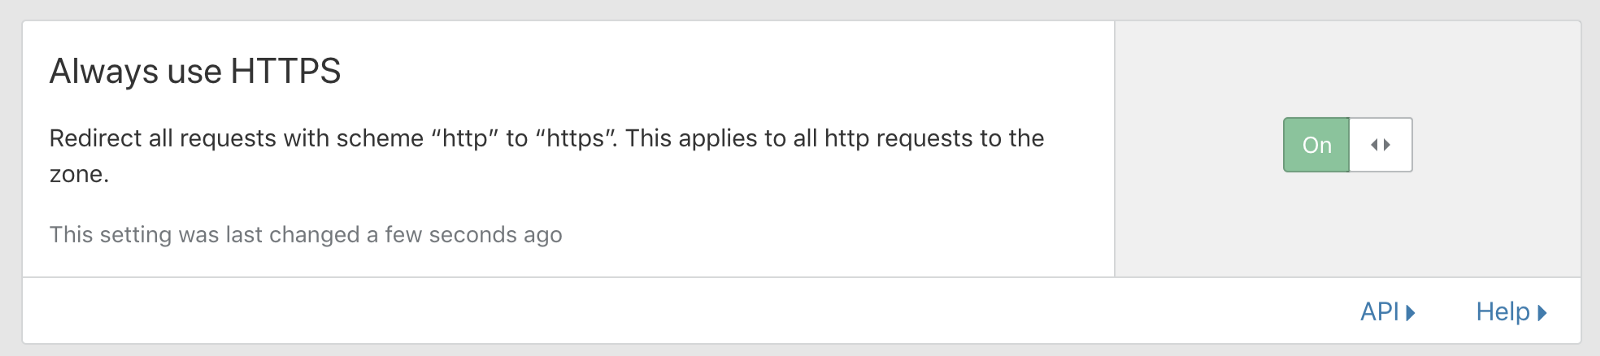 Always use HTTPS
Redirect all requests with scheme “http” to “https”. This applies to all http requests to the
zone.
On
This setting was last changed a few seconds ago
API
Help